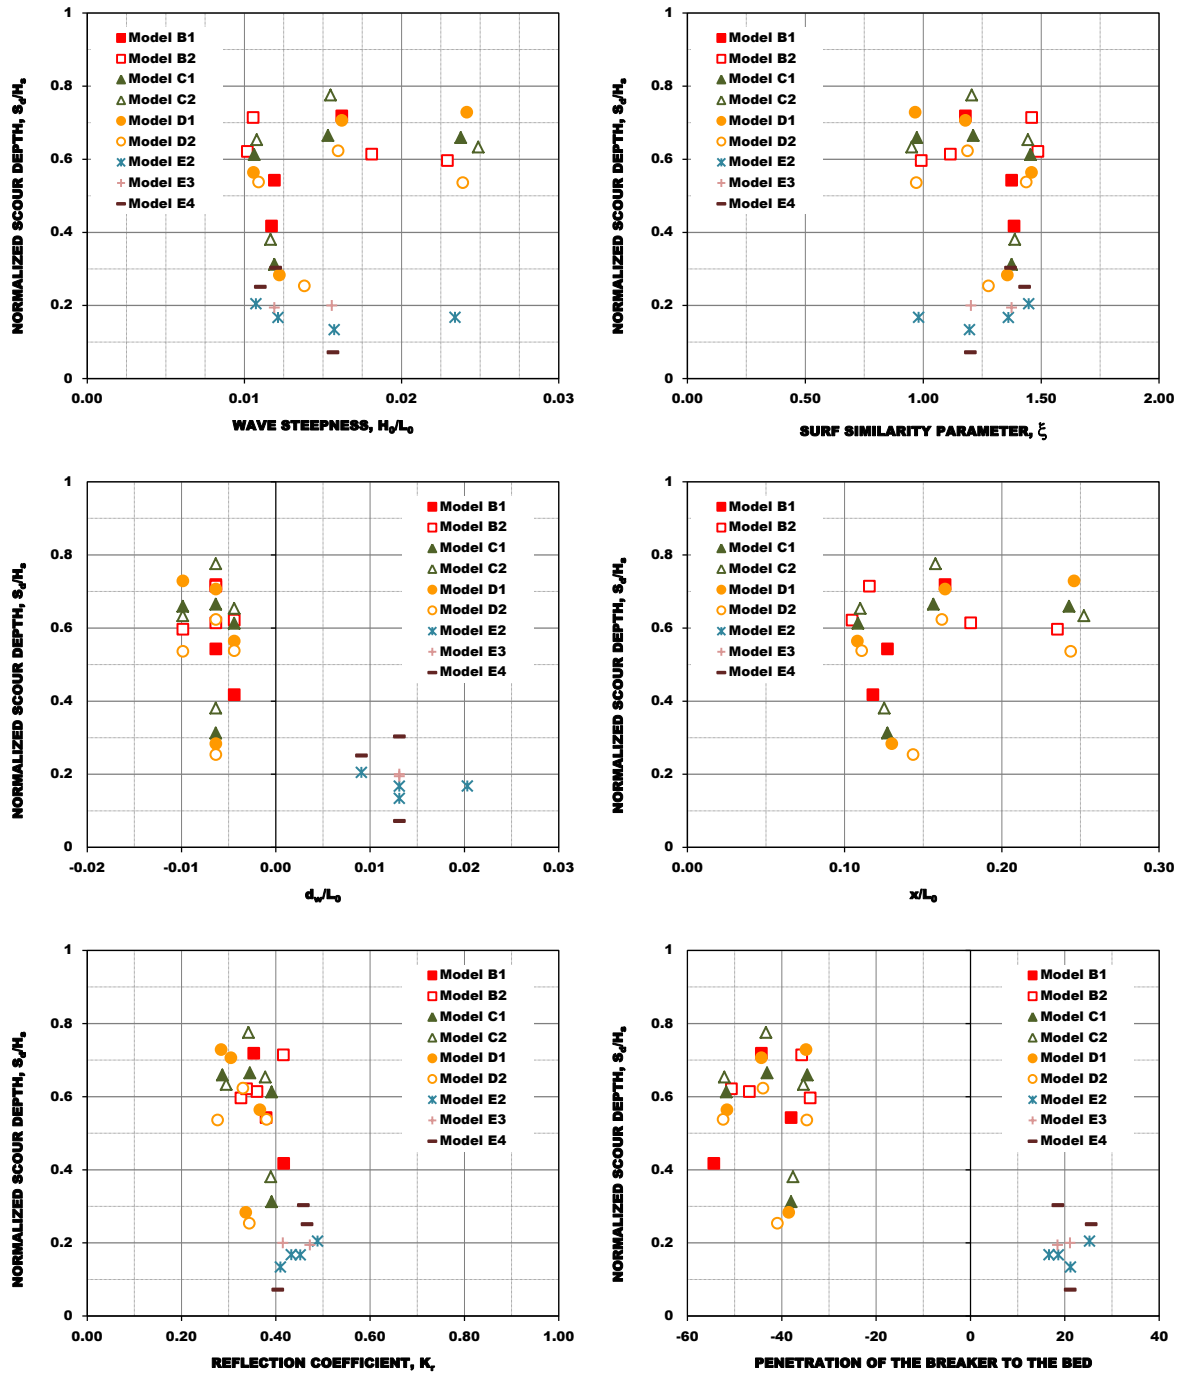 NORMALIZED SCOUR DEPTH, Sd/Hs
1
0.8
0.6
0.4
0.2
0
Model B1
Model B2
Model C1
Model C2
Model D1
Model D2
Model E2
Model E3
Model E4
0.00
0.01
0.02
0.03
WAVE STEEPNESS, H0/L0
NORMALIZED SCOUR DEPTH, Sd/Hs
1
0.8
0.6
0.4
0.2
0
Model B1
Model B2
Model C1
Model C2
Model D1
Model D2
Model E2
Model E3
Model E4
0.00
0.50
1.00
1.50
2.00
SURF SIMILARITY PARAMETER, ξ
NORMALIZED SCOUR DEPTH, Sd/Hs
1
0.8
0.6
0.4
0.2
0
Model B1
Model B2
Model C1
Model C2
Model D1
Model D2
Model E2
Model E3
Model E4
-0.02
-0.01
0.00
0.01
0.02
0.03
dw/L0
NORMALIZED SCOUR DEPTH, Sd/Hs
1
0.8
0.6
0.4
0.2
0
Model B1
Model B2
Model C1
Model C2
Model D1
Model D2
Model E2
Model E3
Model E4
0.00
0.10
0.20
0.30
x/L0
NORMALIZED SCOUR DEPTH, Sd/Hs
1
0.8
0.6
0.4
0.2
0
Model B1
Model B2
Model C1
Model C2
Model D1
Model D2
Model E2
Model E3
Model E4
0.00
0.20
0.40
0.60
0.80
1.00
REFLECTION COEFFICIENT, Kr
NORMALIZED SCOUR DEPTH, Sd/Hs
1
0.8
0.6
0.4
0.2
0
Model B1
Model B2
Model C1
Model C2
Model D1
Model D2
Model E2
Model E3
Model E4
-60
-40
-20
0
20
40
PENETRATION OF THE BREAKER TO THE BED